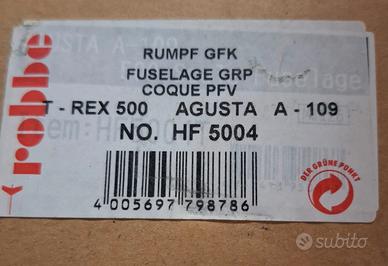 robbe
RUMPF GFK
FUSELAGE GRP
COQUE PFV
T - REX 500 AGUSTA A - 109
NO. HF 5004
DER GRÜNE PUNKT
4 005697 798786
subito